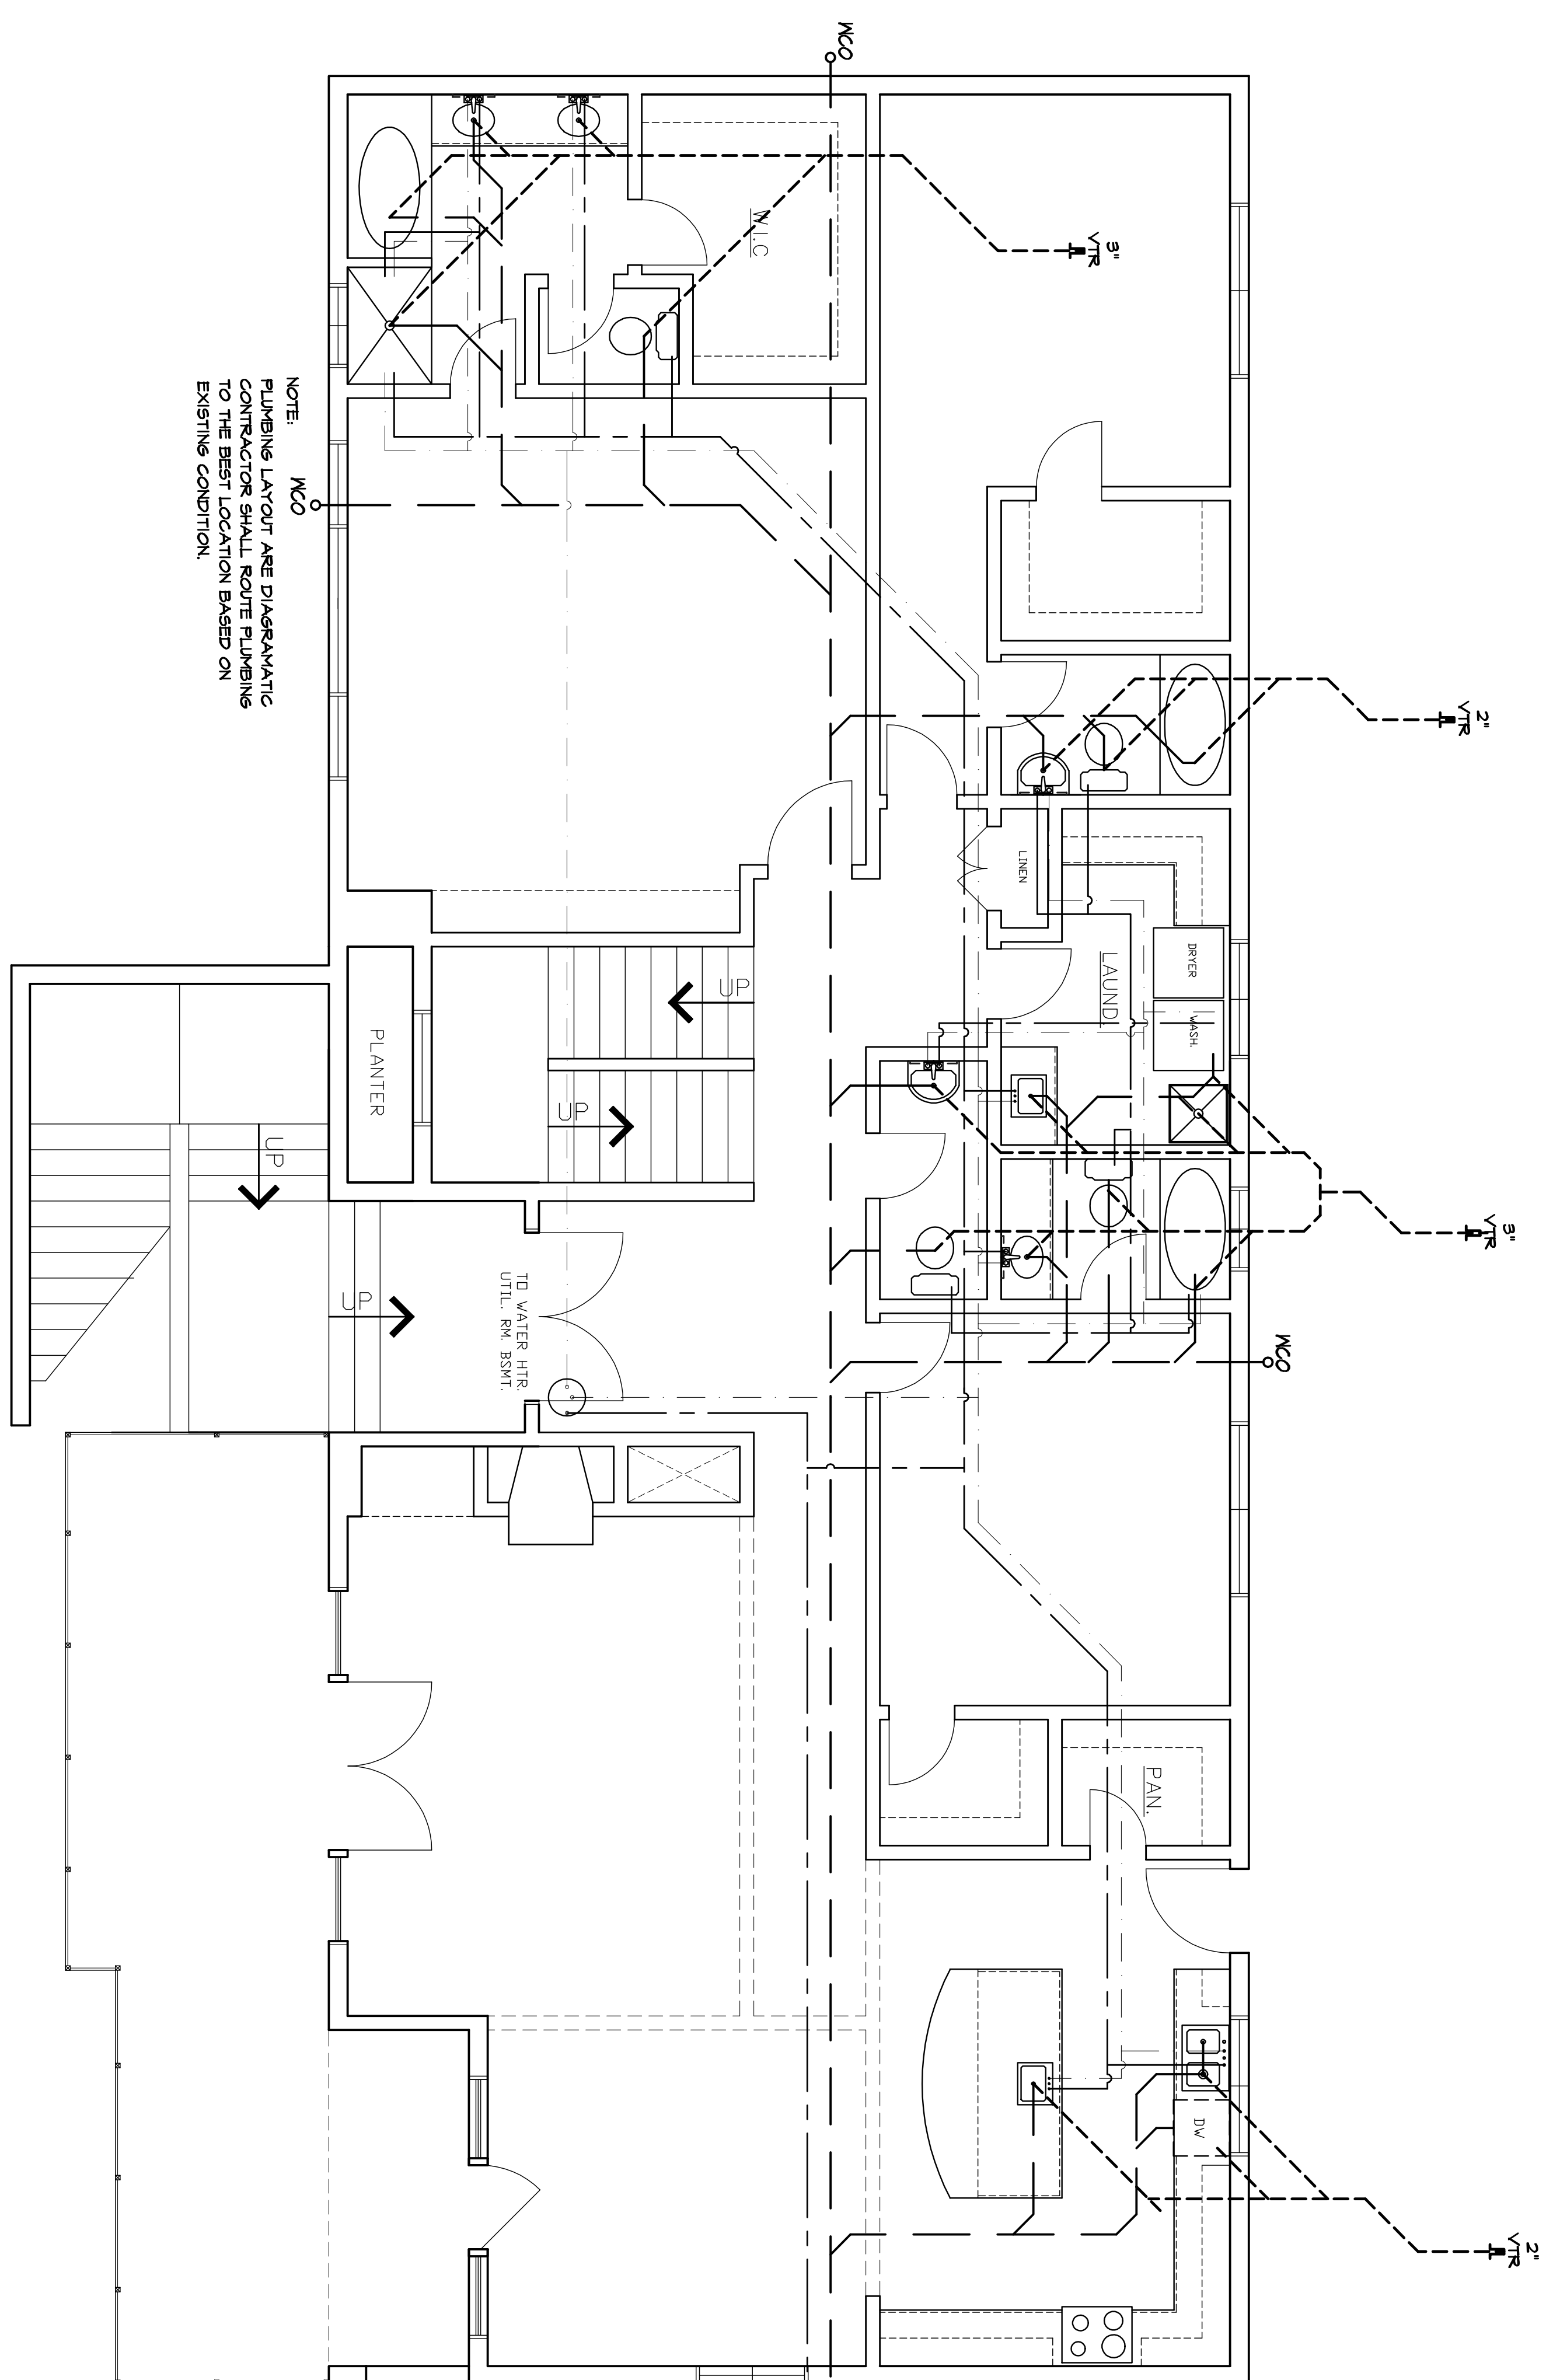 WCO
3"
VTR
W.I.C
NOTE:
PLUMBING LAYOUT ARE DIAGRAMATIC
CONTRACTOR SHALL ROUTE PLUMBING
TO THE BEST LOCATION BASED ON
EXISTING CONDITION.
WCO
2"
VTR
LINEN
DRYER
LAUND.
WASH.
UP
PLANTER
UP
UP
UP
TO WATER HTR.
UTIL. RM. BSMT.
3"
VTR
WCO
PAN.
DW
2"
VTR